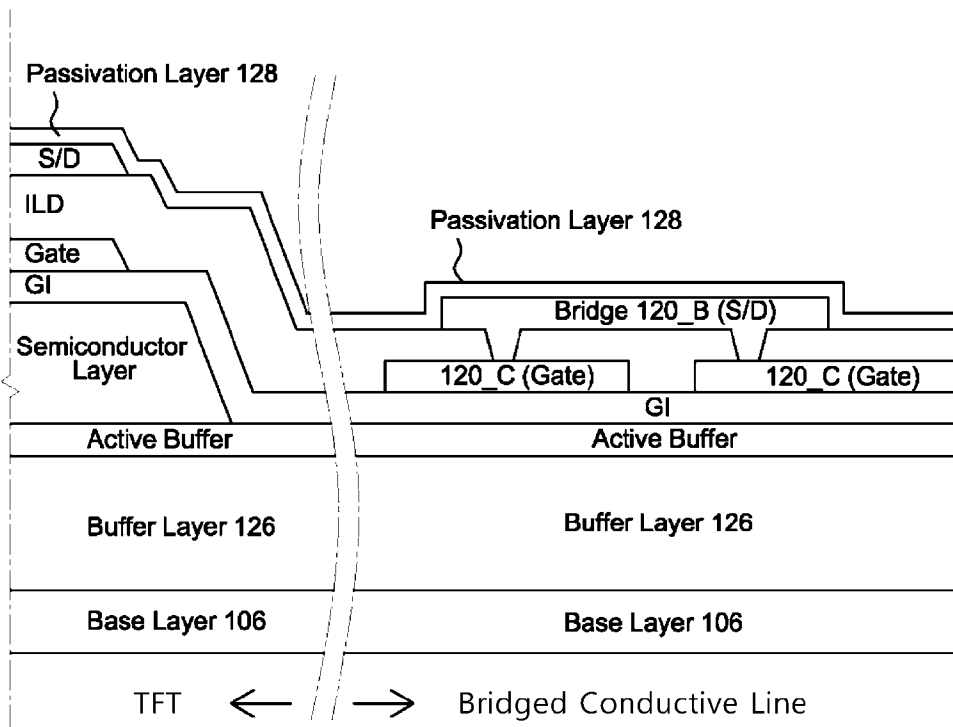 Passivation Layer 128
S/D
ILD
Gate
GI
Semiconductor
Layer
Active Buffer
Buffer Layer 126
Base Layer 106
TFT
Passivation Layer 128
Bridge 120_B (S/D)
120_C (Gate)
120_C (Gate)
GI
Active Buffer
Buffer Layer 126
Base Layer 106
Bridged Conductive Line